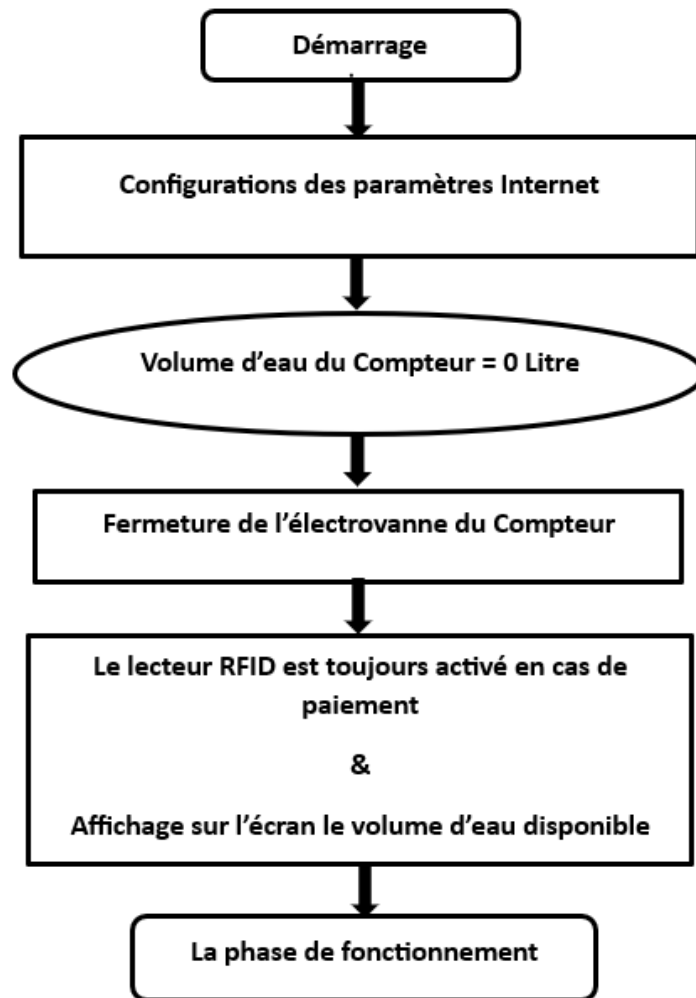 Démarrage
Configurations des paramètres Internet
Volume d’eau du Compteur = 0 Litre
Fermeture de l’électrovanne du Compteur
Le lecteur RFID est toujours activé en cas de
paiement
&
Affichage sur l’écran le volume d’eau disponible
La phase de fonctionnement